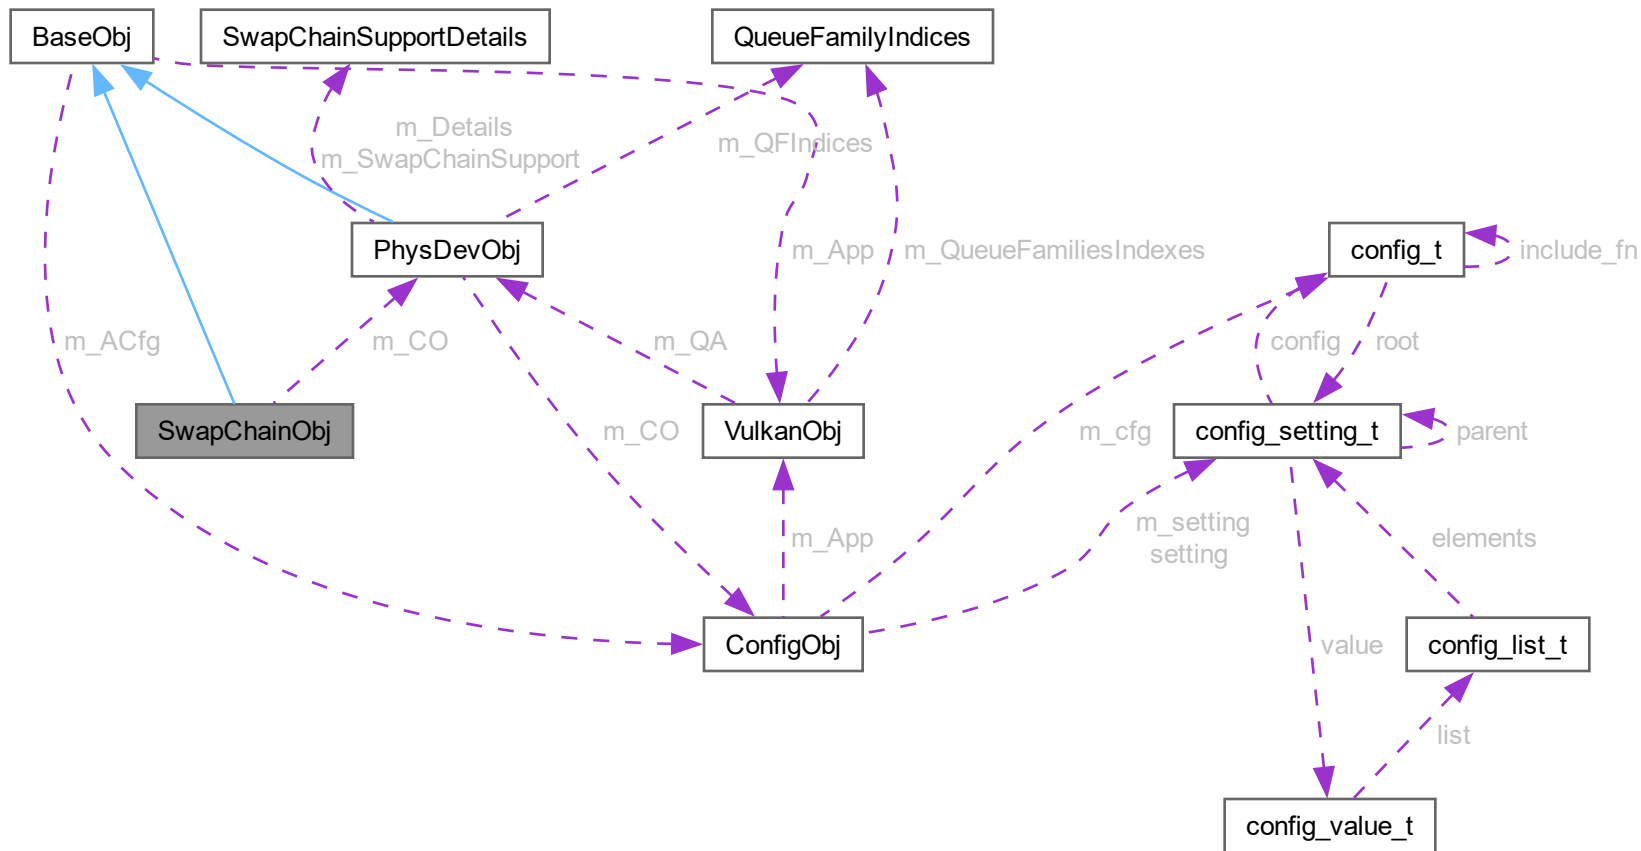 BaseObj
SwapChainSupportDetails
QueueFamilyIndices
m_Details
m_SwapChainSupport
m_QFIndices
PhysDevObj
m_App
m_QueueFamiliesIndexes
config_t
include_fn
m_ACfg
m_CO
m_QA
config
root
SwapChainObj
m_CO
VulkanObj
m_cfg
config_setting_t
parent
m_App
m_setting
setting
elements
ConfigObj
value
config_list_t
list
config_value_t